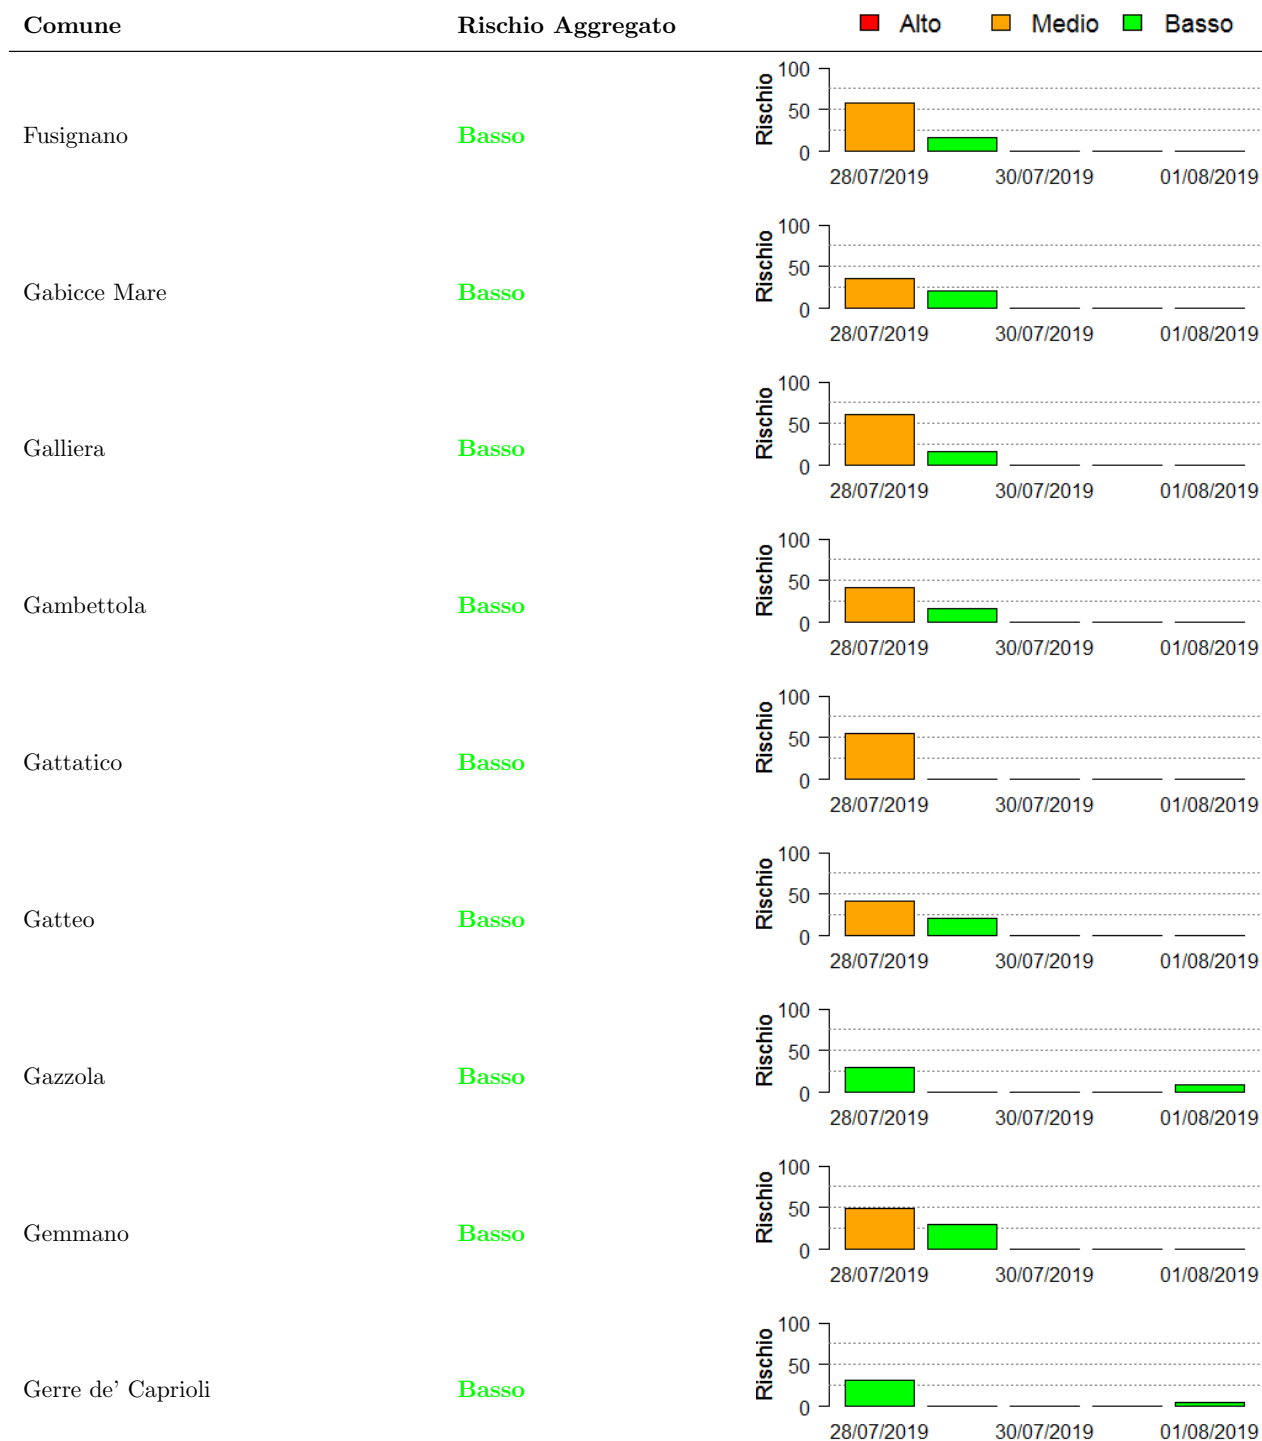 Comune Rischio Aggregato Alto Medio Basso
Fusignano Basso
Rischio
100
50
0
28/07/2019 30/07/2019 01/08/2019
Gabicce Mare Basso
Rischio
100
50
0
28/07/2019 30/07/2019 01/08/2019
Galliera Basso
Rischio
100
50
0
28/07/2019 30/07/2019 01/08/2019
Gambettola Basso
Rischio
100
50
0
28/07/2019 30/07/2019 01/08/2019
Gattatico Basso
Rischio
100
50
0
28/07/2019 30/07/2019 01/08/2019
Gatteo Basso
Rischio
100
50
0
28/07/2019 30/07/2019 01/08/2019
Gazzola Basso
Rischio
100
50
0
28/07/2019 30/07/2019 01/08/2019
Gemmano Basso
Rischio
100
50
0
28/07/2019 30/07/2019 01/08/2019
Gerre de' Caprioli Basso
Rischio
100
50
0
28/07/2019 30/07/2019 01/08/2019